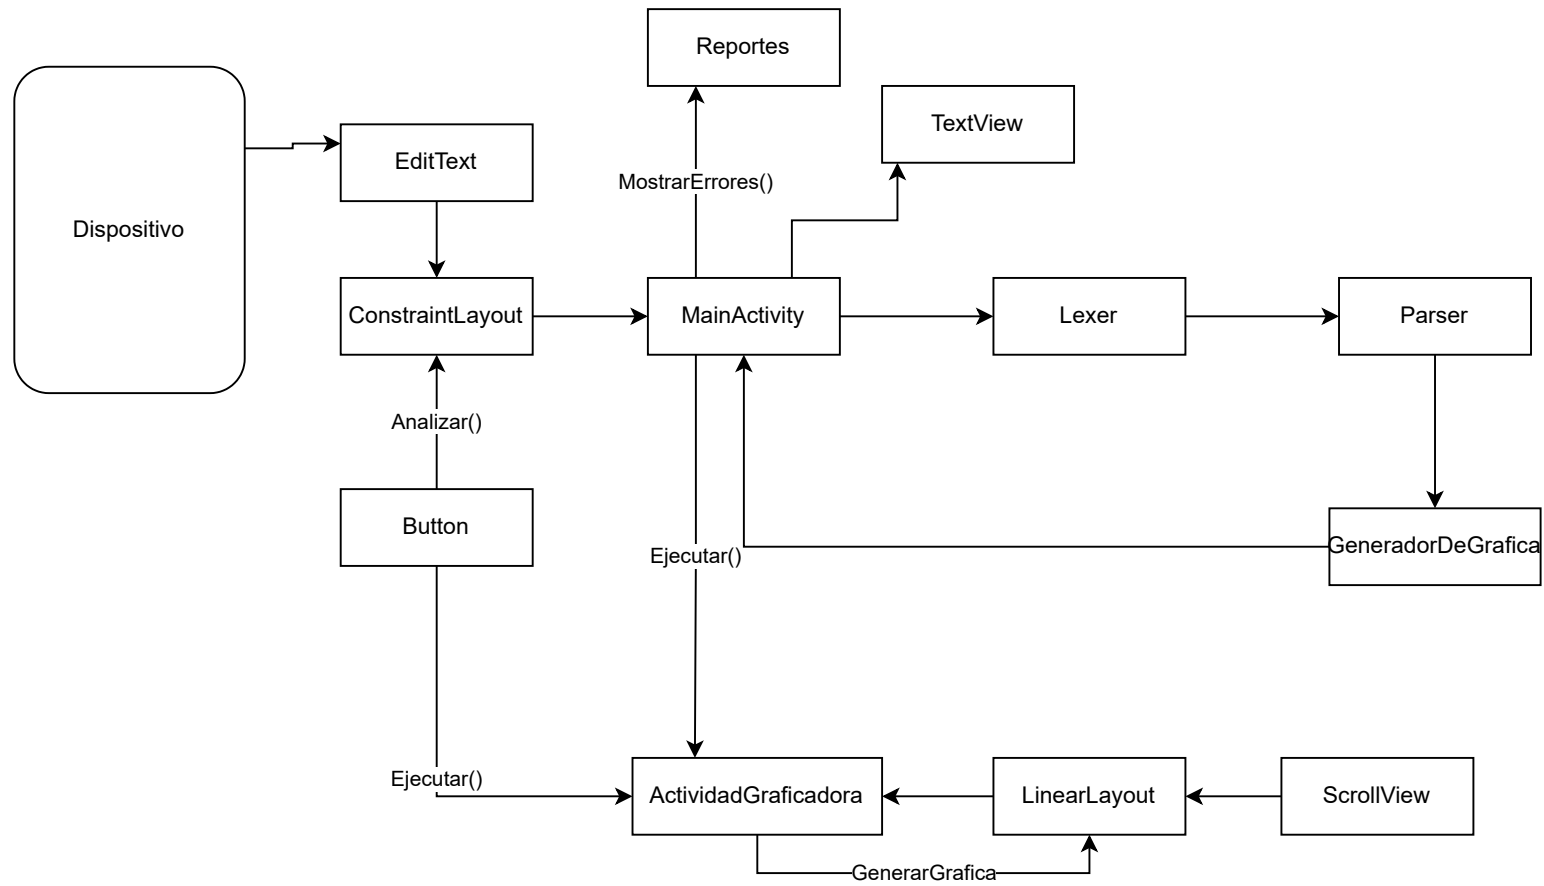 Reportes
TextView
EditText
MostrarErrores()
Dispositivo
ConstraintLayout
MainActivity
Lexer
Parser
Analizar()
Button
GeneradorDeGrafica
Ejecutar()
Ejecutar()
ActividadGraficadora
LinearLayout
ScrollView
GenerarGrafica